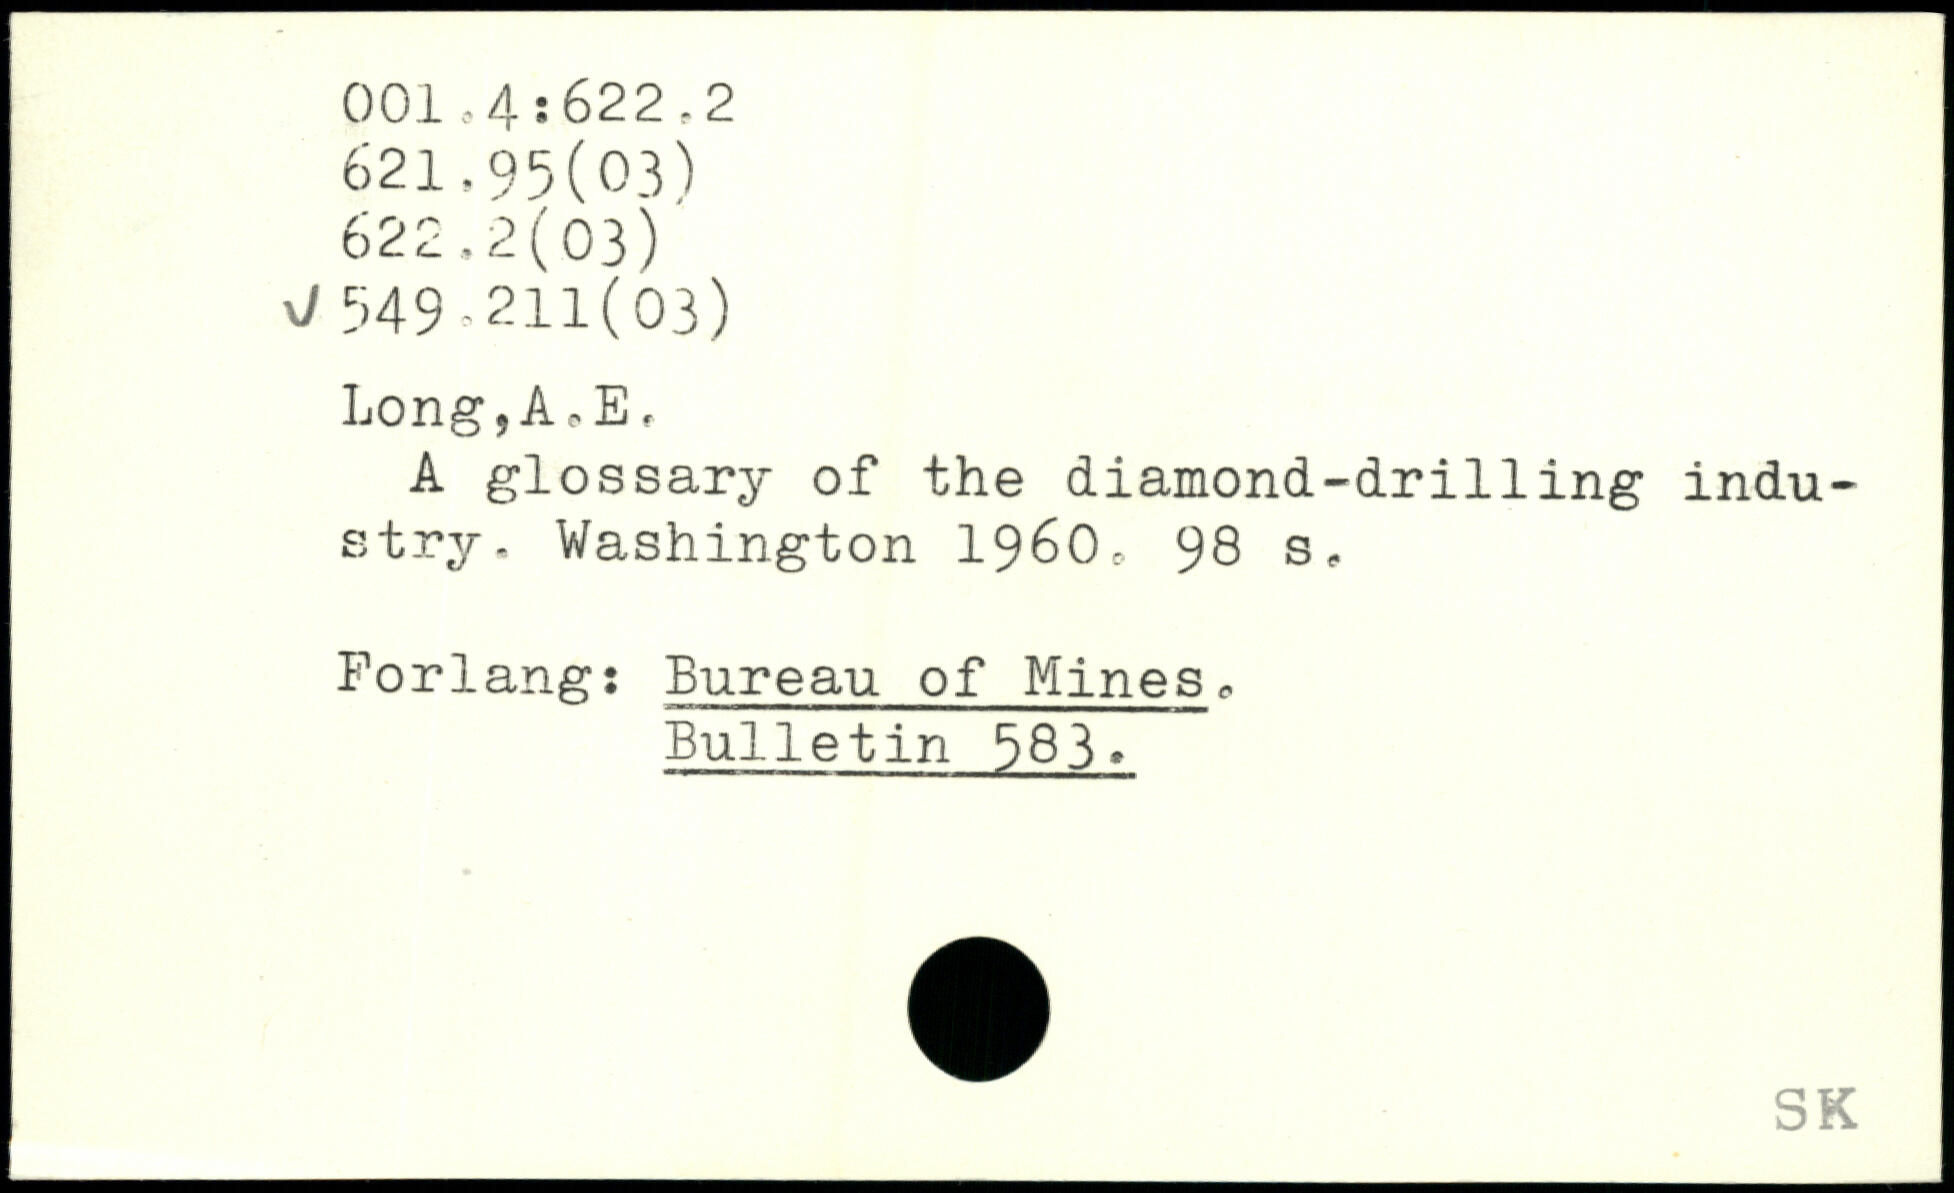 001.4:622.2
621.95(03)
622.2(03)
✓ 549.211(03)
Long,A.E.
A glossary of the diamond-drilling indu-
stry. Washington 1960. 98 s.
Forlang: Bureau of Mines.
Bulletin 583.
SK